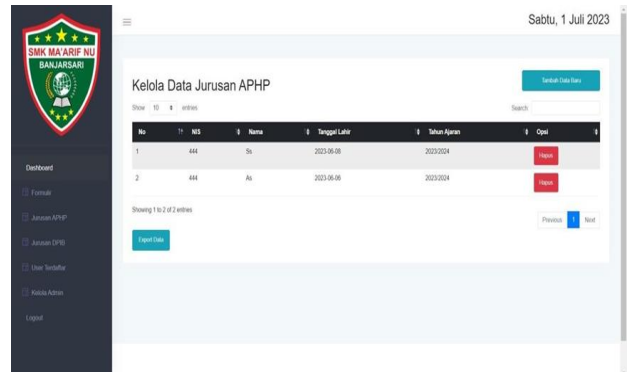 Sabtu, 1 Juli 2023
SMK MA'ARIF NU
BANJARSARI
Kelola Data Jurusan APHP
Tambah Data Baru
Show 10 entries
Search:
No NIS Nama Tanggal Lahir Tahun Ajaran Opsi
1 444 Ss 2023-06-08 2023/2024 Hapus
2 444 As 2023-06-06 2023/2024 Hapus
Showing 1 to 2 of 2 entries
Previous 1 Next
Export Data
Dashboard
Formulir
Jurusan APHP
Jurusan DPIB
User Terdaftar
Kelola Admin
Logout